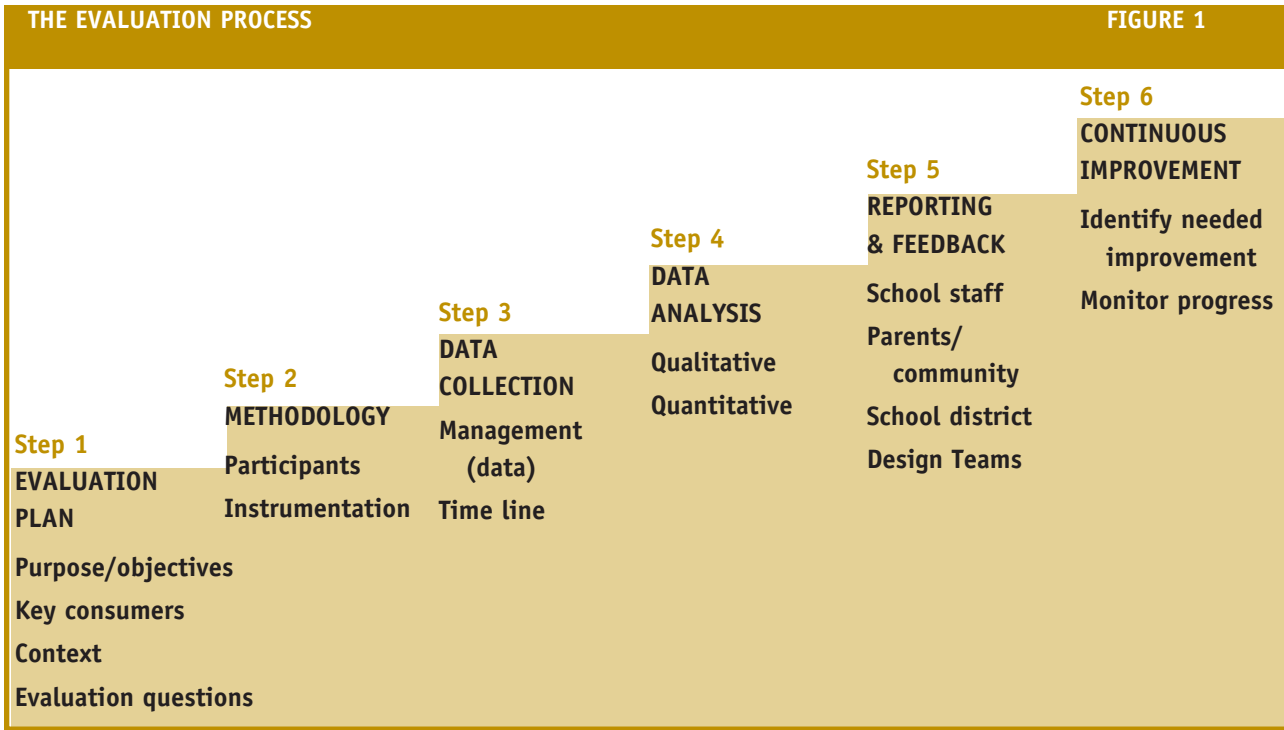 THE EVALUATION PROCESS
FIGURE 1
Step 1
EVALUATION
PLAN
Purpose/objectives
Key consumers
Context
Evaluation questions
Step 2
METHODOLOGY
Participants
Instrumentation
Step 3
DATA
COLLECTION
Management
(data)
Time line
Step 4
DATA
ANALYSIS
Qualitative
Quantitative
Step 5
REPORTING
& FEEDBACK
School staff
Parents/
community
School district
Design Teams
Step 6
CONTINUOUS
IMPROVEMENT
Identify needed
improvement
Monitor progress